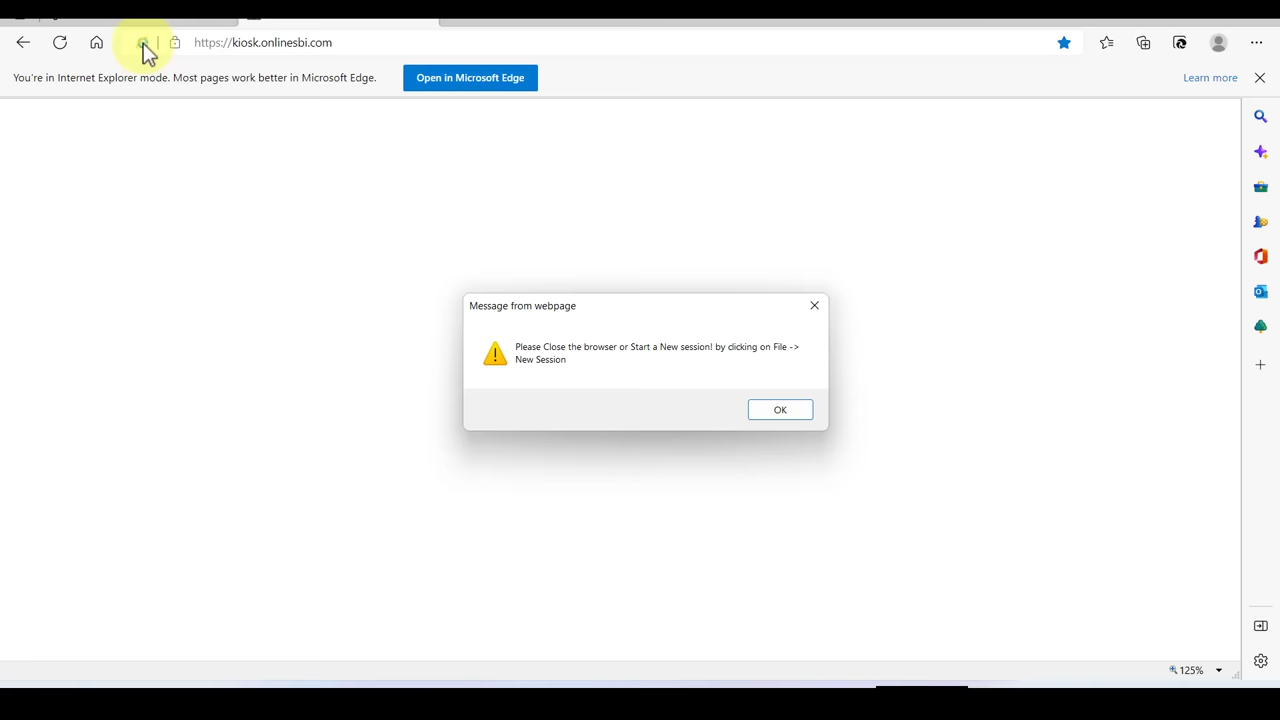 https://kiosk.onlinesbi.com
You're in Internet Explorer mode. Most pages work better in Microsoft Edge.
Open in Microsoft Edge
Learn more
Message from webpage
Please Close the browser or Start a New session! by clicking on File ->
New Session
OK
125%